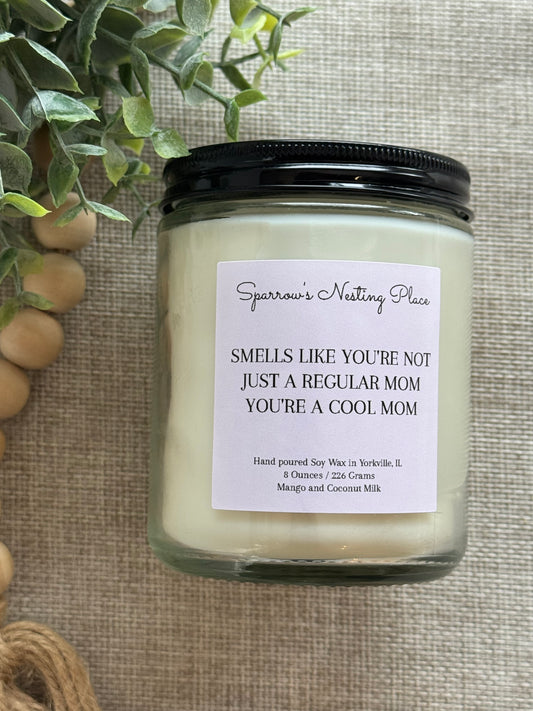 Sparrow's Nesting Place
SMELLS LIKE YOU'RE NOT
JUST A REGULAR MOM
YOU'RE A COOL MOM
Hand poured Soy Wax in Yorkville, IL
8 Ounces / 226 Grams
Mango and Coconut Milk